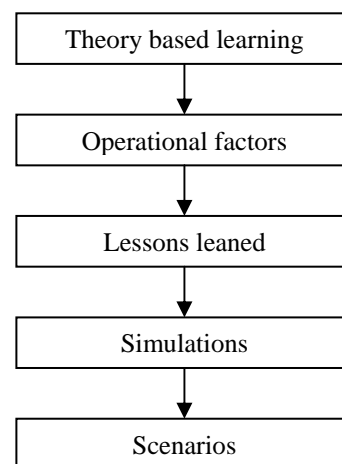 Theory based learning
Operational factors
Lessons leaned
Simulations
Scenarios